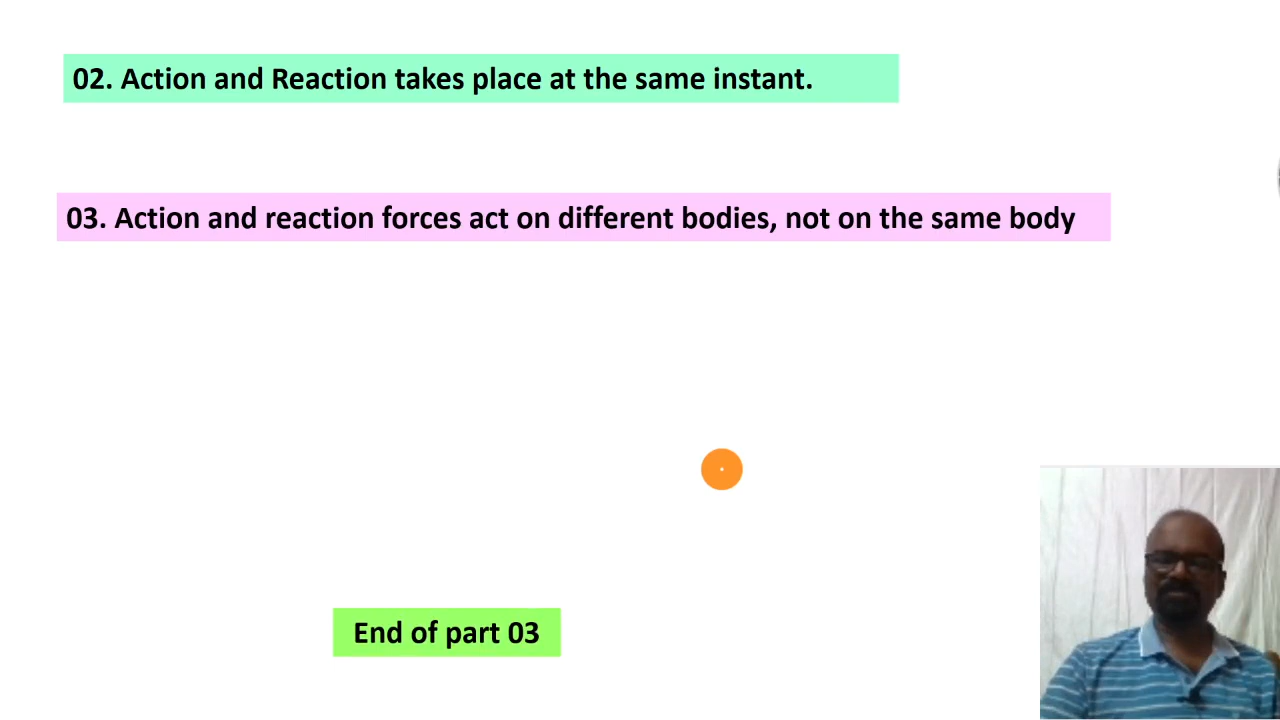 02. Action and Reaction takes place at the same instant.
03. Action and reaction forces act on different bodies, not on the same body
End of part 03